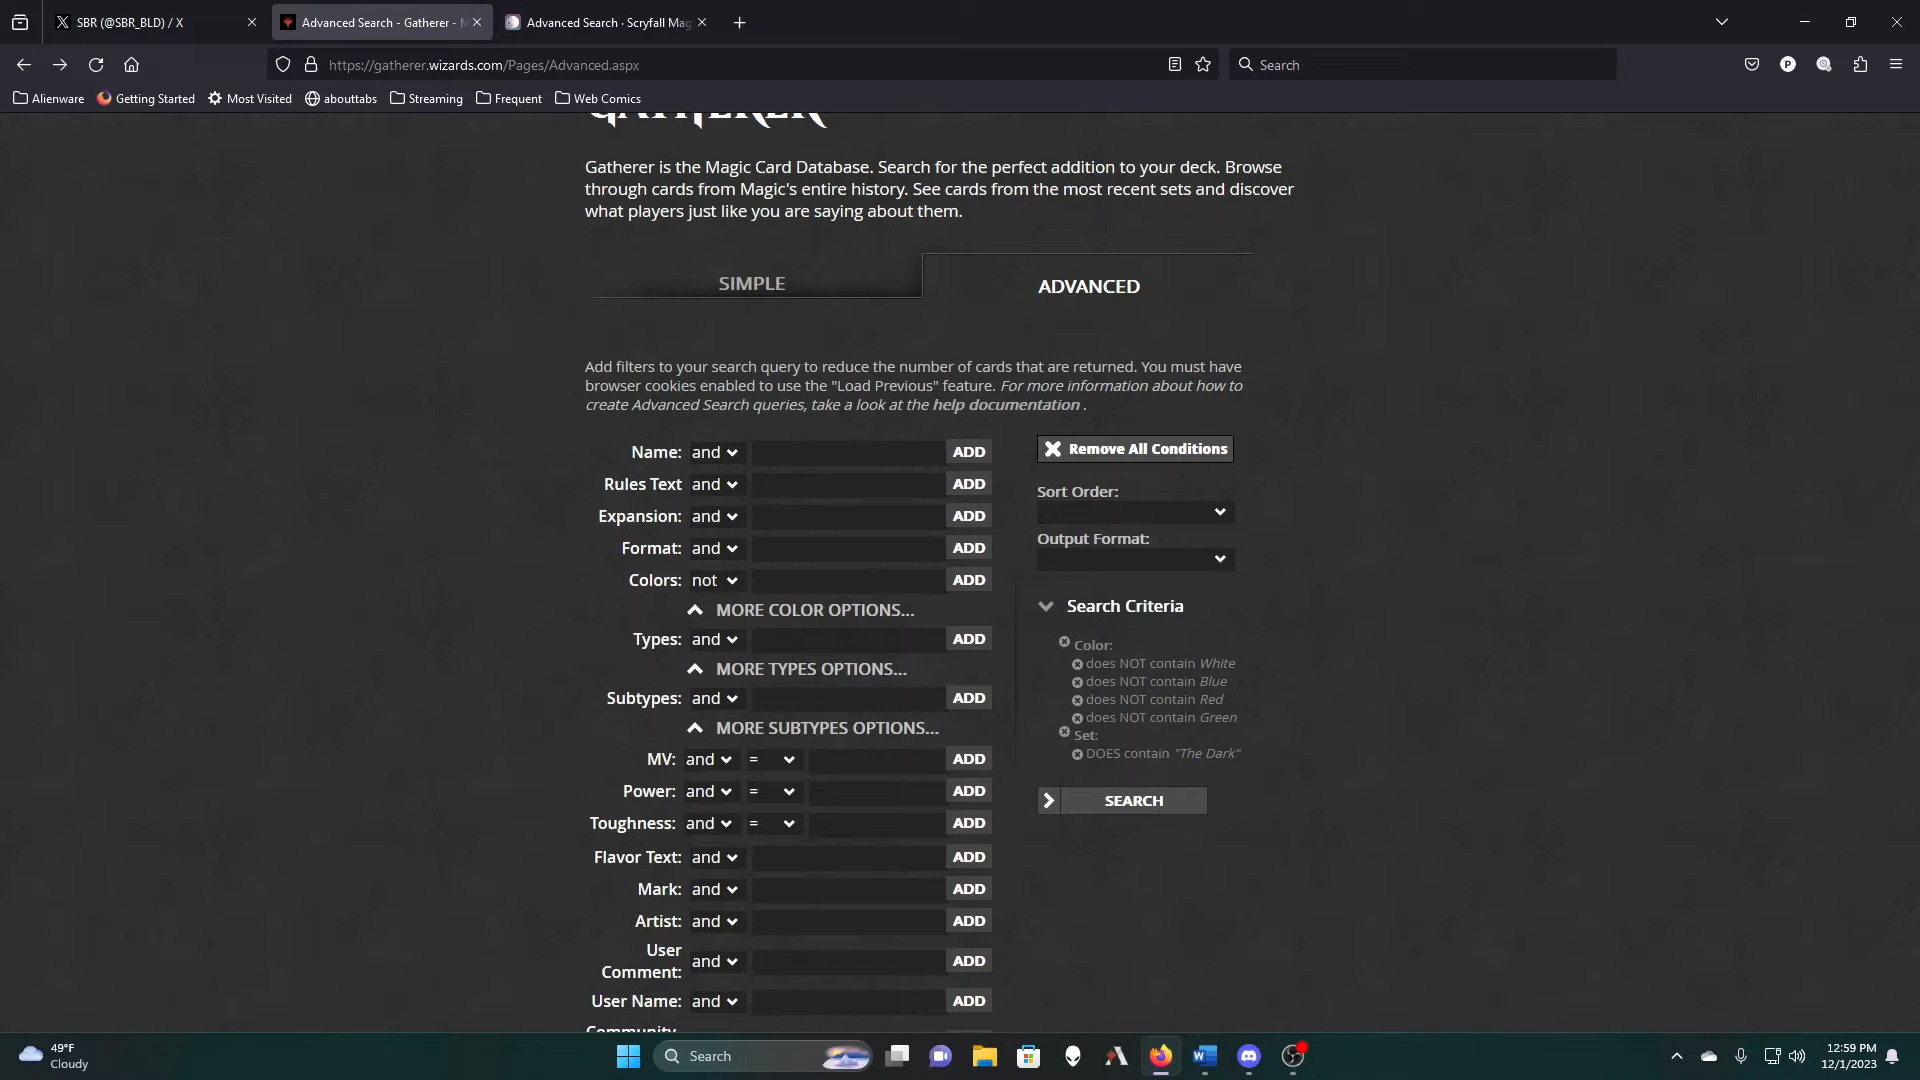 SBR (@SBR_BLD) / X
Advanced Search - Gatherer - M
Advanced Search · Scryfall Mag
https://gatherer.wizards.com/Pages/Advanced.aspx
Search
Alienware
Getting Started
Most Visited
abouttabs
Streaming
Frequent
Web Comics
GATHERER
Gatherer is the Magic Card Database. Search for the perfect addition to your deck. Browse
through cards from Magic's entire history. See cards from the most recent sets and discover
what players just like you are saying about them.
SIMPLE
ADVANCED
Add filters to your search query to reduce the number of cards that are returned. You must have
browser cookies enabled to use the "Load Previous" feature. For more information about how to
create Advanced Search queries, take a look at the help documentation .
Name: and ADD
Rules Text and ADD
Expansion: and ADD
Format: and ADD
Colors: not ADD
MORE COLOR OPTIONS...
Types: and ADD
MORE TYPES OPTIONS...
Subtypes: and ADD
MORE SUBTYPES OPTIONS...
MV: and = ADD
Power: and = ADD
Toughness: and = ADD
Flavor Text: and ADD
Mark: and ADD
Artist: and ADD
User
Comment: and ADD
User Name: and ADD
Community
Remove All Conditions
Sort Order:
Output Format:
Search Criteria
Color:
does NOT contain White
does NOT contain Blue
does NOT contain Red
does NOT contain Green
Set:
DOES contain "The Dark"
SEARCH
49°F
Cloudy
Search
12:59 PM
12/1/2023